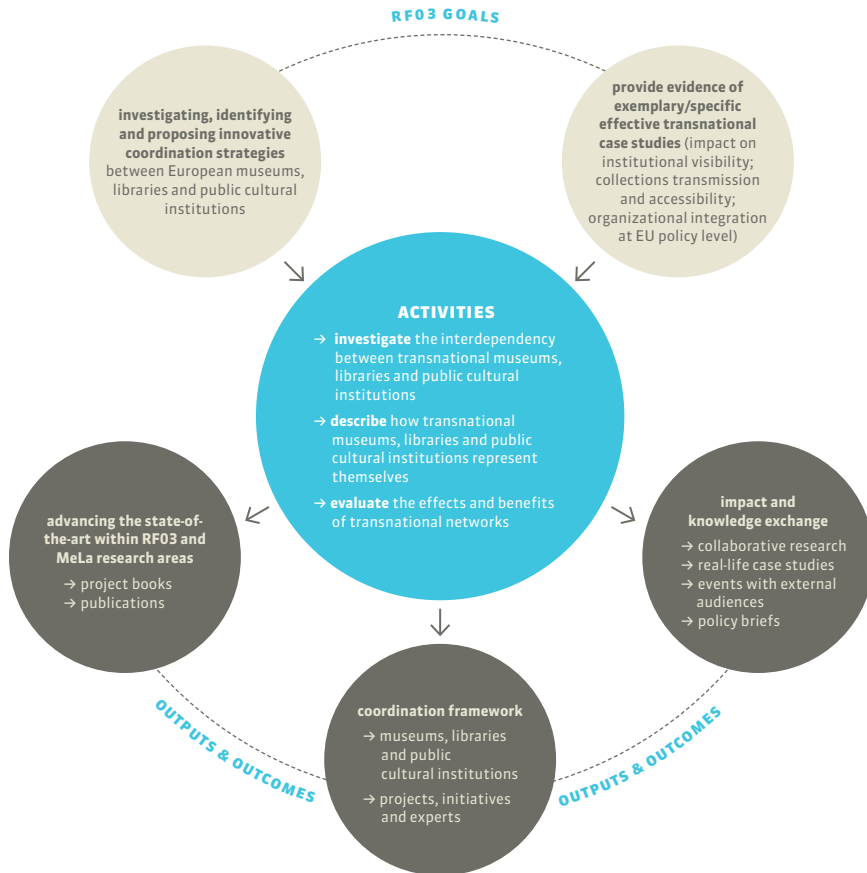 RF03 GOALS
investigating, identifying
and proposing innovative
coordination strategies
between European museums,
libraries and public cultural
institutions
provide evidence of
exemplary/specific
effective transnational
case studies (impact on
institutional visibility;
collections transmission
and accessibility;
organizational integration
at EU policy level)
ACTIVITIES
→ investigate the interdependency
between transnational museums,
libraries and public cultural
institutions
→ describe how transnational
museums, libraries and public
cultural institutions represent
themselves
→ evaluate the effects and benefits
of transnational networks
advancing the state-of-
the-art within RF03 and
MeLa research areas
→ project books
→ publications
impact and
knowledge exchange
→ collaborative research
→ real-life case studies
→ events with external
audiences
→ policy briefs
coordination framework
→ museums, libraries
and public
cultural institutions
→ projects, initiatives
and experts
OUTPUTS & OUTCOMES
OUTPUTS & OUTCOMES